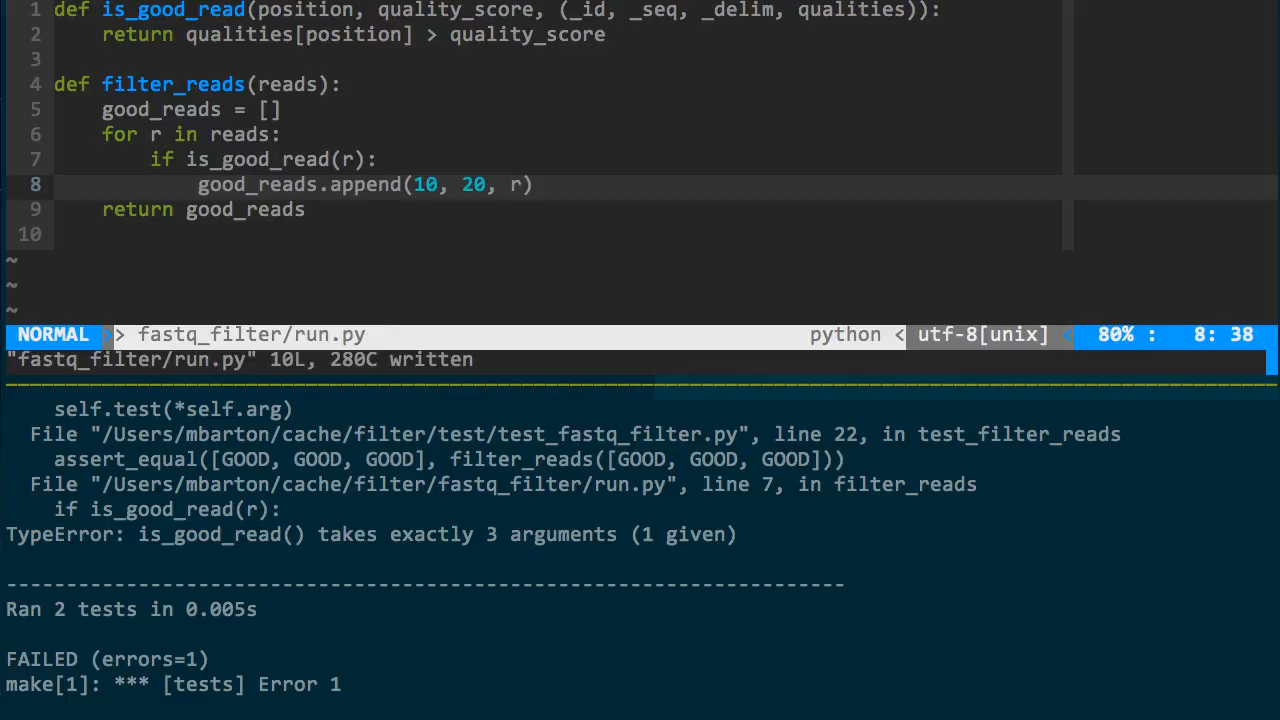 1 def is_good_read(position, quality_score, (_id, _seq, _delim, qualities)):
2     return qualities[position] > quality_score
3
4 def filter_reads(reads):
5     good_reads = []
6     for r in reads:
7         if is_good_read(r):
8             good_reads.append(10, 20, r)
9     return good_reads
10
~
~
~
NORMAL > > fastq_filter/run.py python < utf-8[unix] < 80% : 8: 38
"fastq_filter/run.py" 10L, 280C written
    self.test(*self.arg)
  File "/Users/mbarton/cache/filter/test/test_fastq_filter.py", line 22, in test_filter_reads
    assert_equal([GOOD, GOOD, GOOD], filter_reads([GOOD, GOOD, GOOD]))
  File "/Users/mbarton/cache/filter/fastq_filter/run.py", line 7, in filter_reads
    if is_good_read(r):
TypeError: is_good_read() takes exactly 3 arguments (1 given)
----------------------------------------------------------------------
Ran 2 tests in 0.005s
FAILED (errors=1)
make[1]: *** [tests] Error 1